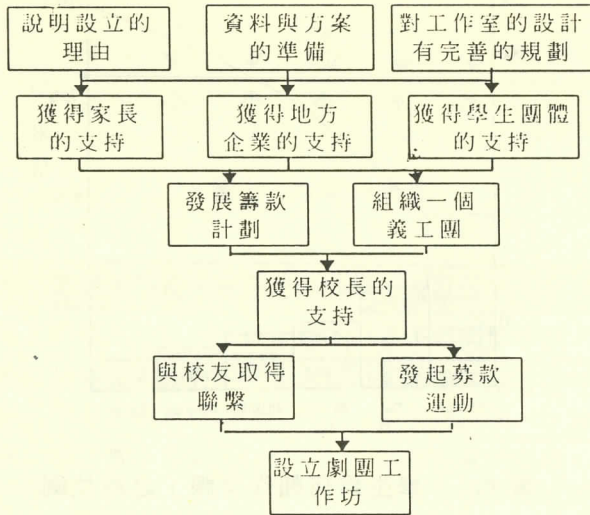 說明設立的
理由
資料與方案
的準備
對工作室的設計
有完善的規劃
獲得家長
的支持
獲得地方
企業的支持
獲得學生團體
的支持
發展籌款
計劃
組織一個
義工團
獲得校長的
支持
與校友取得
聯繫
發起募款
運動
設立劇團工
作坊